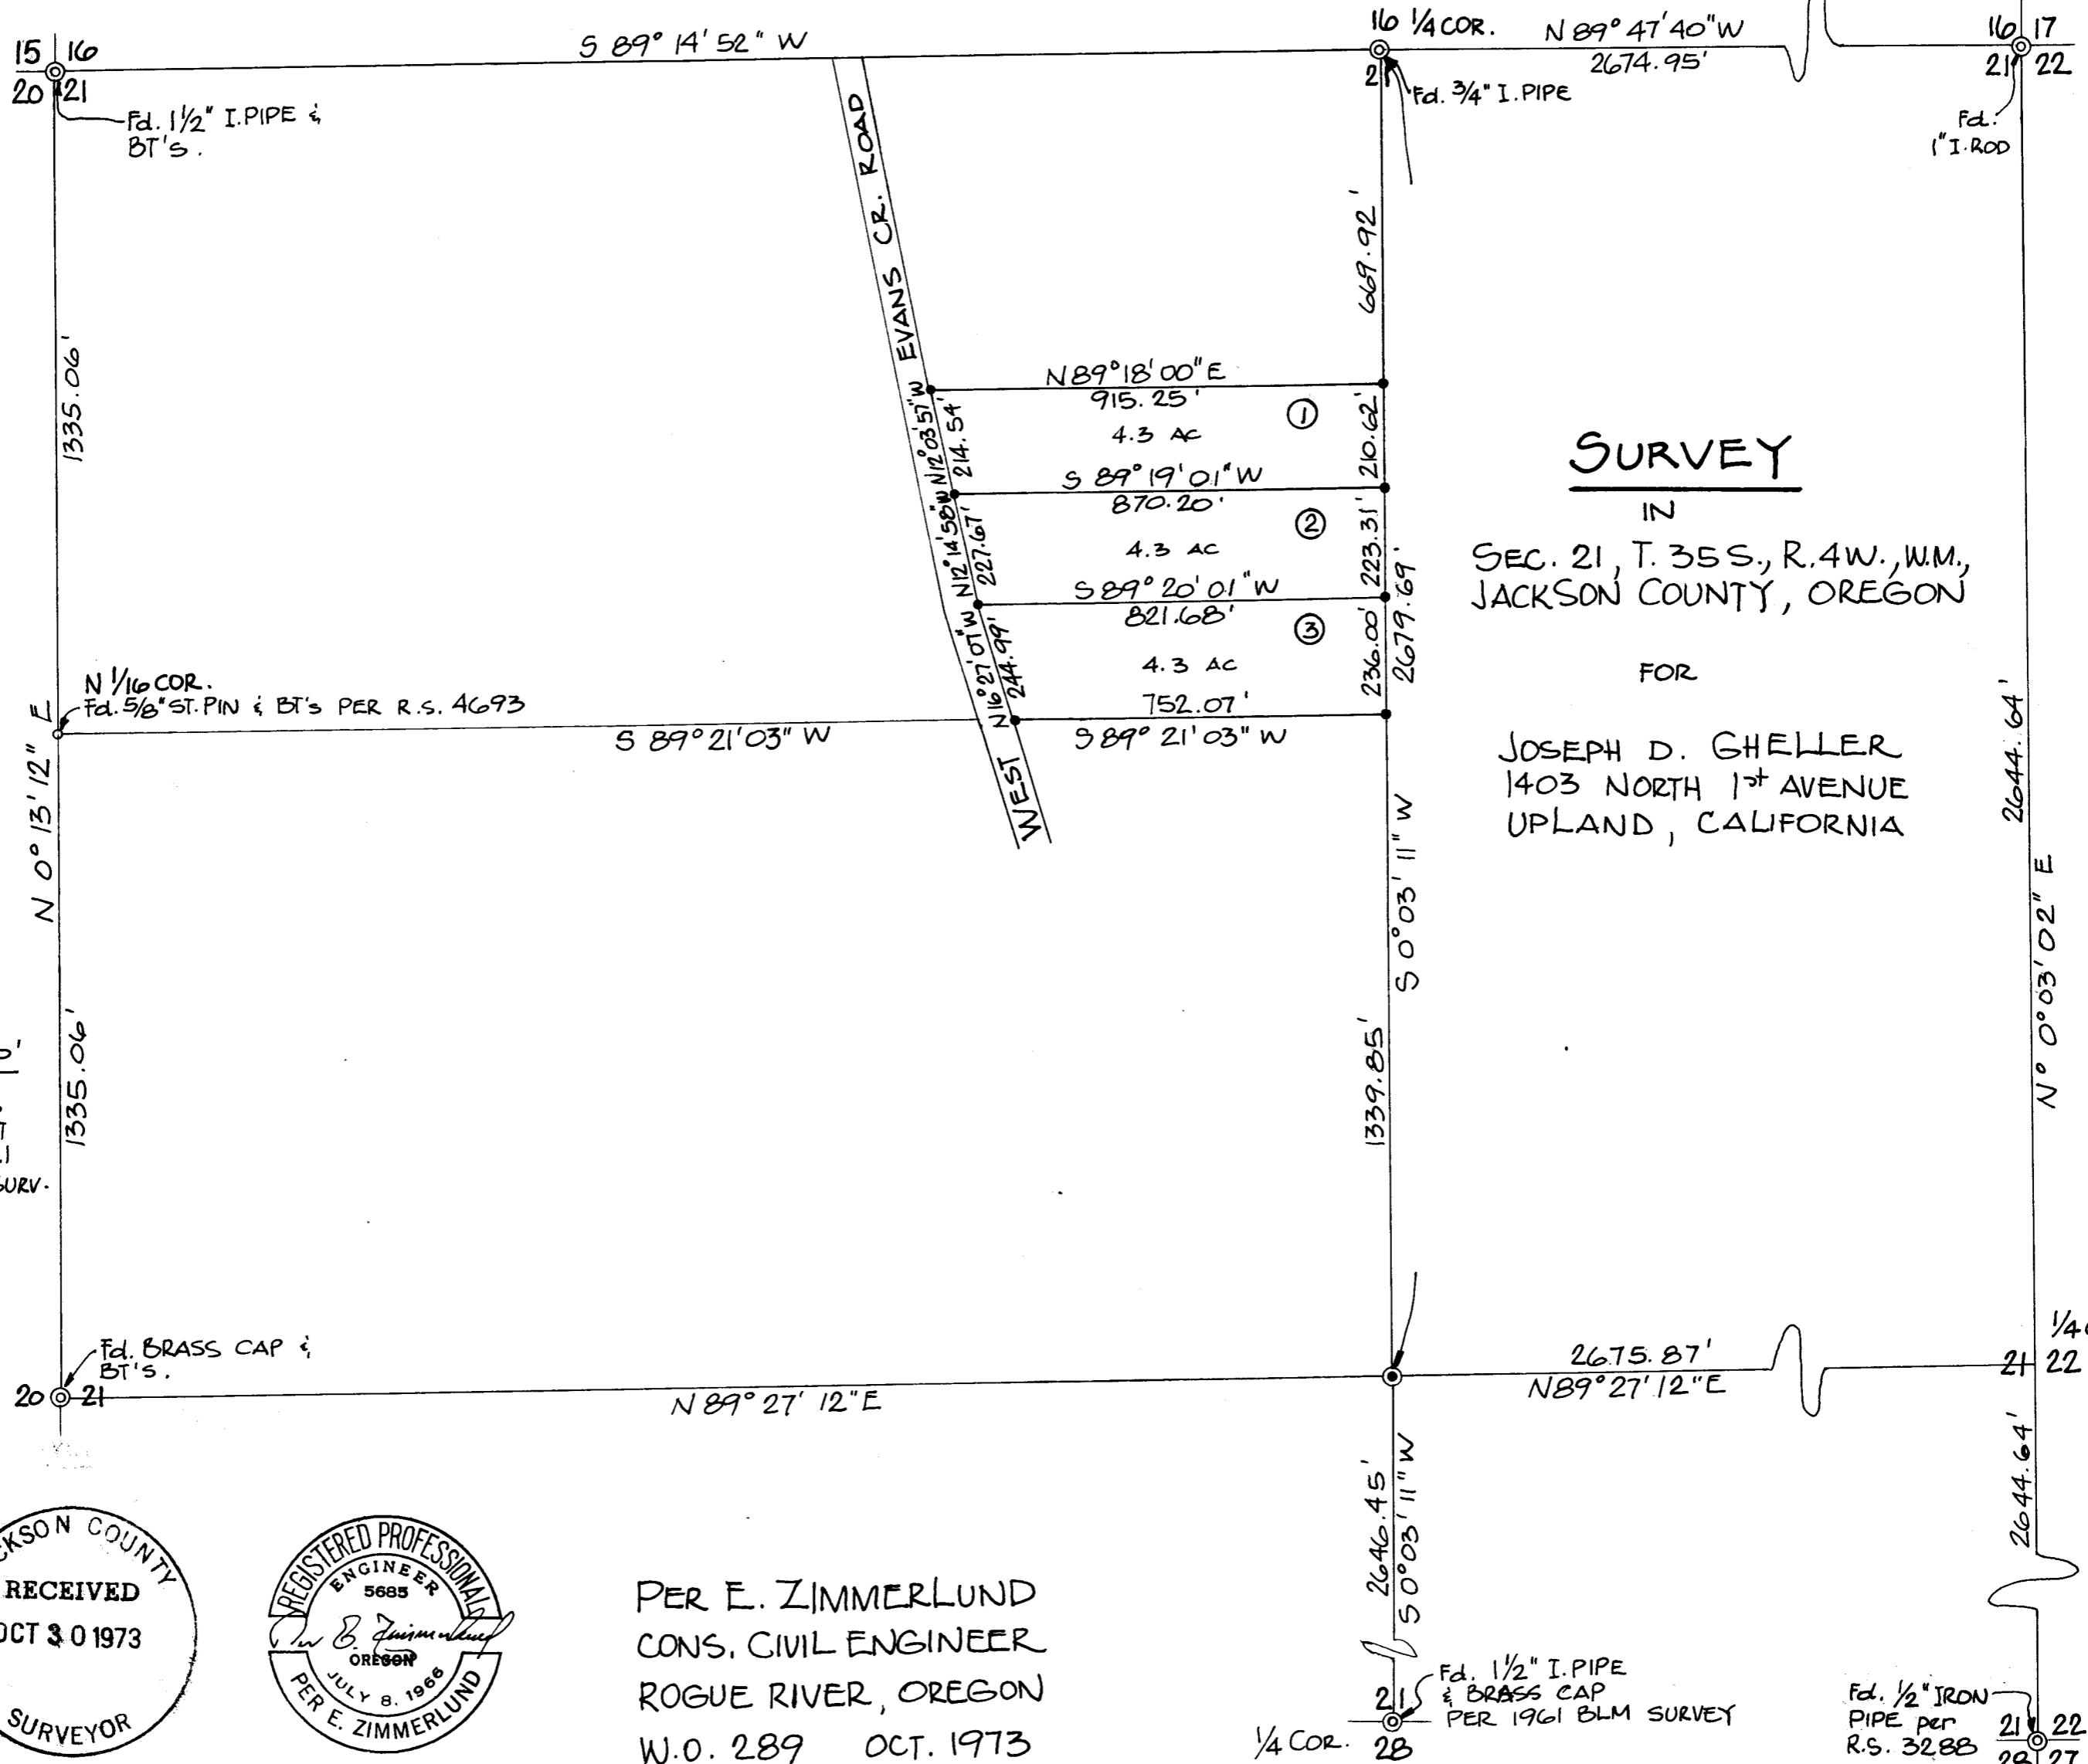 15 16
20 21
Fd. 1½" I.PIPE &
BT's.
S 89° 14' 52" W
16 ¼ COR.
21
Fd. ¾" I.PIPE
N 89° 47' 40" W
2674.95'
16 17
21 22
Fd.
1" I.ROD
1335.06'
WEST EVANS CR. ROAD
669.92'
N 89° 18' 00" E
915.25'
①
4.3 AC
N 12° 03' 57" W
214.54'
210.62'
S 89° 19' 01" W
870.20'
②
4.3 AC
N 12° 14' 58" W
227.67'
223.31'
S 89° 20' 01" W
821.68'
③
4.3 AC
N 16° 27' 07" W
244.99'
236.00'
2679.69'
752.07'
S 89° 21' 03" W
SURVEY
IN
SEC. 21, T. 35 S., R. 4 W., W.M.,
JACKSON COUNTY, OREGON
FOR
JOSEPH D. GHELLER
1403 NORTH 1st AVENUE
UPLAND, CALIFORNIA
N 1/16 COR.
Fd. 5/8" ST. PIN & BT's PER R.S. 4693
S 89° 21' 03" W
N 0° 13' 12" E
2644.64'
N 0° 03' 02" E
S 0° 03' 11" W
1339.85'
1335.06'
SURV.
Fd. BRASS CAP &
BT's.
20 21
N 89° 27' 12" E
2675.87'
N 89° 27' 12" E
¼
21 22
2644.64'
2646.45'
S 0° 03' 11" W
JACKSON COUNTY
RECEIVED
OCT 30 1973
SURVEYOR
REGISTERED PROFESSIONAL
ENGINEER
5685
OREGON
JULY 8, 1966
PER E. ZIMMERLUND
PER E. ZIMMERLUND
CONS. CIVIL ENGINEER
ROGUE RIVER, OREGON
W.O. 289 OCT. 1973
Fd. 1½" I.PIPE
& BRASS CAP
PER 1961 BLM SURVEY
21
¼ COR. 28
Fd. ½" IRON
PIPE per
R.S. 3288
21 22
28 27